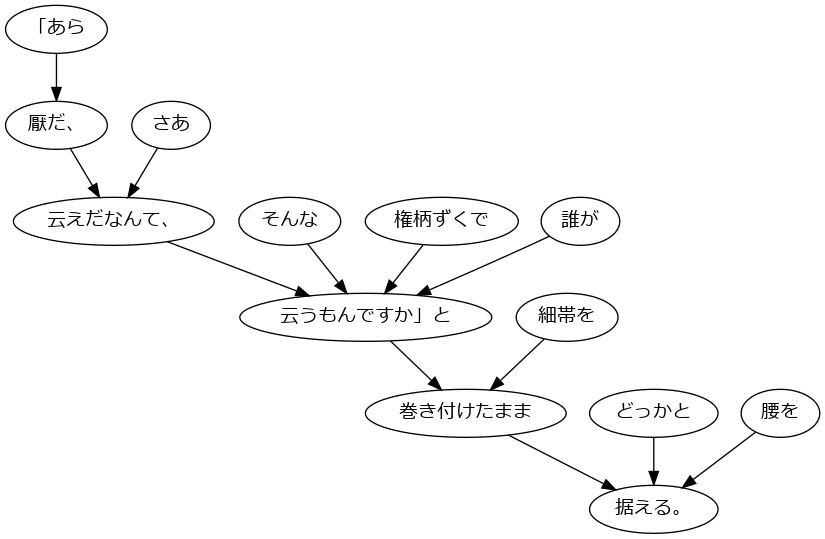 「あら
厭だ、
さあ
云えだなんて、
そんな
権柄ずくで
誰が
云うもんですか」と
細帯を
巻き付けたまま
どっかと
腰を
据える。